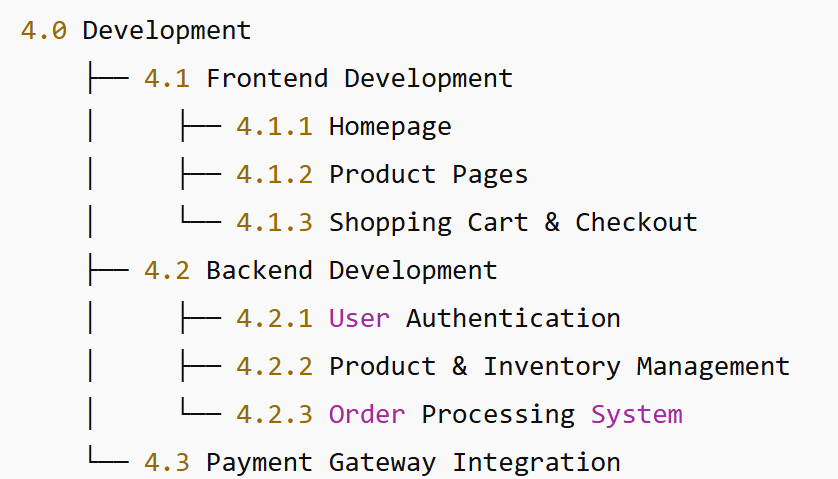 4.0 Development
├── 4.1 Frontend Development
│     ├── 4.1.1 Homepage
│     ├── 4.1.2 Product Pages
│     └── 4.1.3 Shopping Cart & Checkout
├── 4.2 Backend Development
│     ├── 4.2.1 User Authentication
│     ├── 4.2.2 Product & Inventory Management
│     └── 4.2.3 Order Processing System
└── 4.3 Payment Gateway Integration